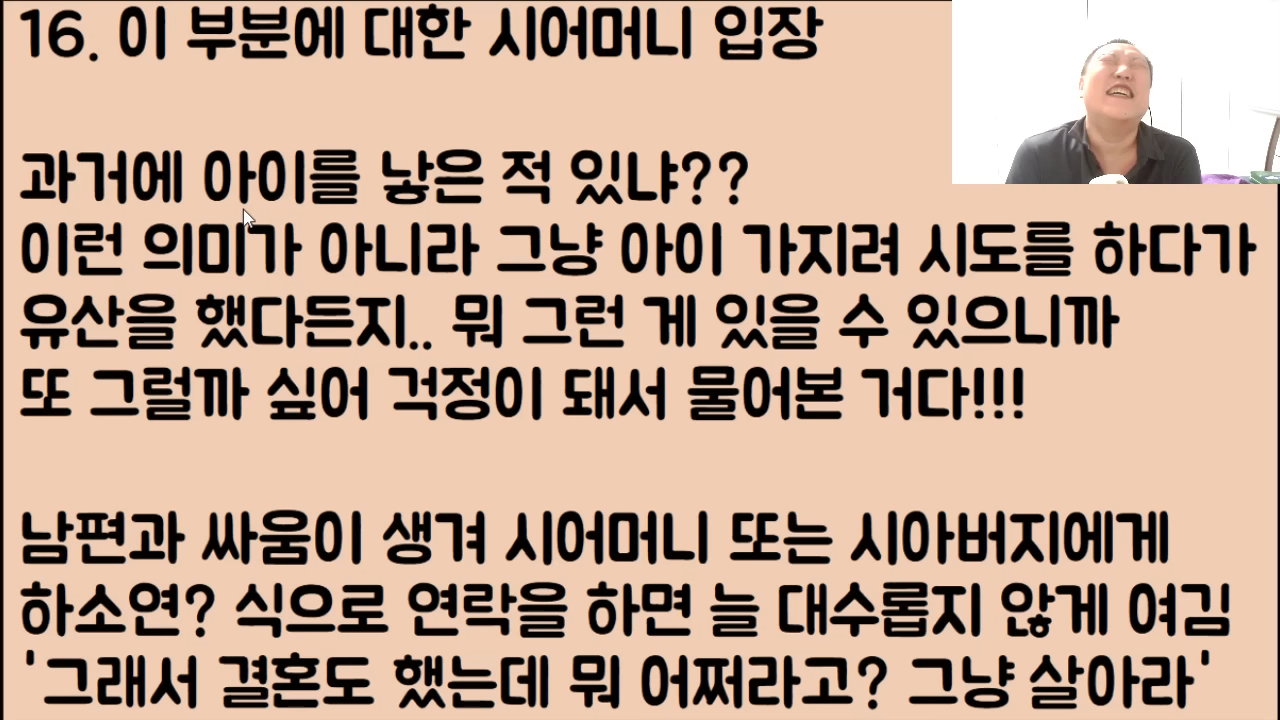 16. 이 부분에 대한 시어머니 입장
과거에 아이를 낳은 적 있냐??
이런 의미가 아니라 그냥 아이 가지려 시도를 하다가
유산을 했다든지.. 뭐 그런 게 있을 수 있으니까
또 그럴까 싶어 걱정이 돼서 물어본 거다!!!
남편과 싸움이 생겨 시어머니 또는 시아버지에게
하소연? 식으로 연락을 하면 늘 대수롭지 않게 여김
'그래서 결혼도 했는데 뭐 어쩌라고? 그냥 살아라'